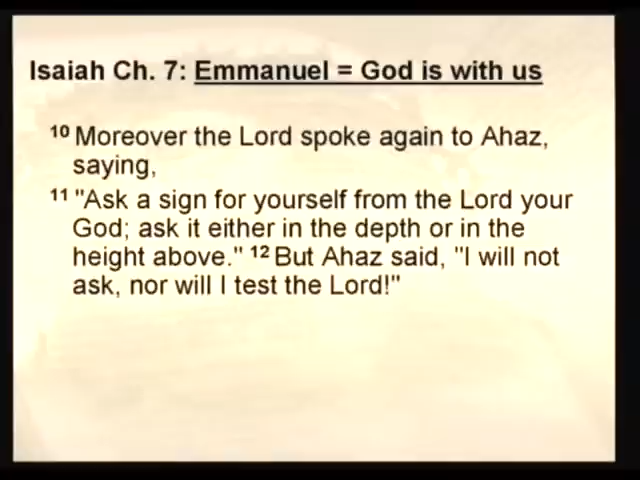 Isaiah Ch. 7: Emmanuel = God is with us
10 Moreover the Lord spoke again to Ahaz,
saying,
11 "Ask a sign for yourself from the Lord your
God; ask it either in the depth or in the
height above." 12 But Ahaz said, "I will not
ask, nor will I test the Lord!"